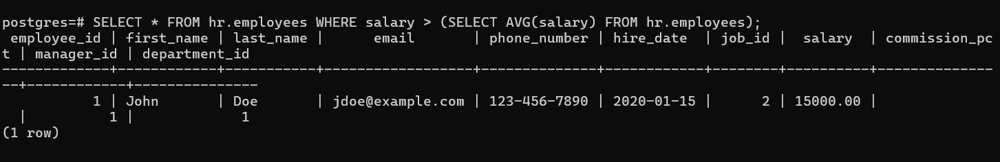 postgres=# SELECT * FROM hr.employees WHERE salary > (SELECT AVG(salary) FROM hr.employees);
 employee_id | first_name | last_name |      email       | phone_number | hire_date  | job_id |  salary  | commission_pc
t | manager_id | department_id
-------------+------------+-----------+------------------+--------------+------------+--------+----------+--------------
--+------------+---------------
           1 | John       | Doe       | jdoe@example.com | 123-456-7890 | 2020-01-15 |      2 | 15000.00 |
  |          1 |             1
(1 row)